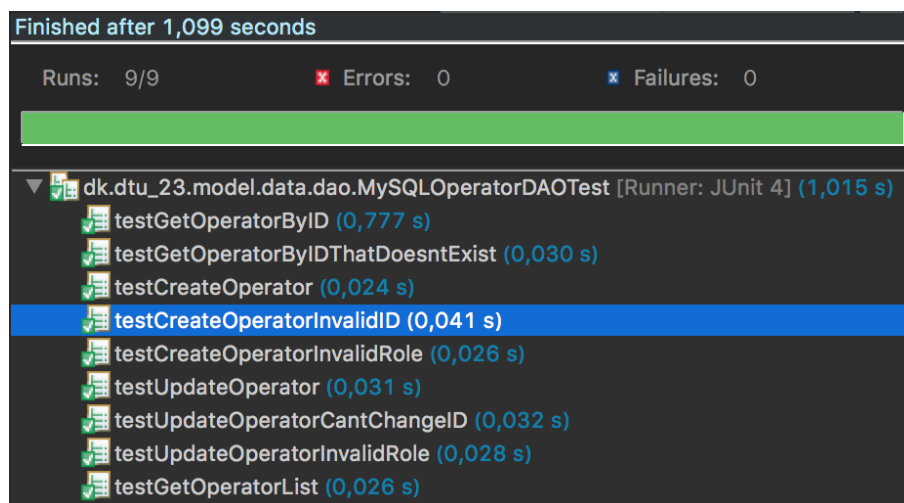 Finished after 1,099 seconds
Runs: 9/9 Errors: 0 Failures: 0
dk.dtu_23.model.data.dao.MySQLOperatorDAOTest [Runner: JUnit 4] (1,015 s)
testGetOperatorByID (0,777 s)
testGetOperatorByIDThatDoesntExist (0,030 s)
testCreateOperator (0,024 s)
testCreateOperatorInvalidID (0,041 s)
testCreateOperatorInvalidRole (0,026 s)
testUpdateOperator (0,031 s)
testUpdateOperatorCantChangeID (0,032 s)
testUpdateOperatorInvalidRole (0,028 s)
testGetOperatorList (0,026 s)